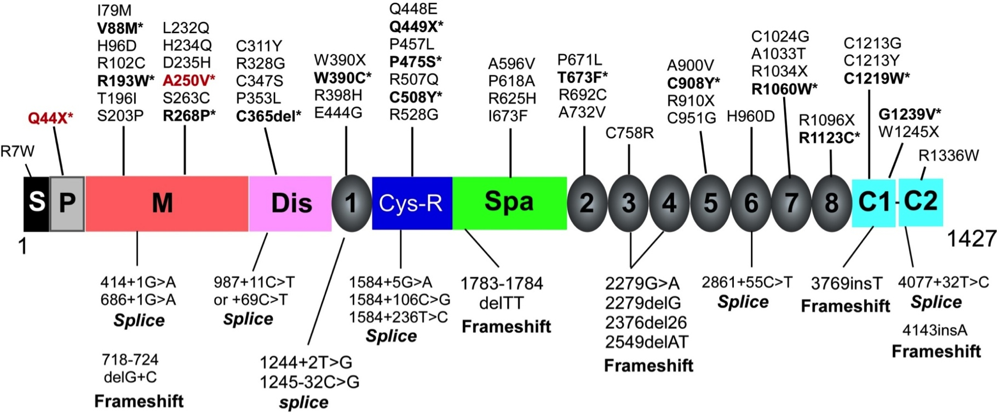 R7W
Q44X*
I79M
V88M*
H96D
R102C
R193W*
T196I
S203P
L232Q
H234Q
D235H
A250V*
S263C
R268P*
C311Y
R328G
C347S
P353L
C365del*
W390X
W390C*
R398H
E444G
Q448E
Q449X*
P457L
P475S*
R507Q
C508Y*
R528G
A596V
P618A
R625H
I673F
P671L
T673F*
R692C
A732V
C758R
A900V
C908Y*
R910X
C951G
H960D
C1024G
A1033T
R1034X
R1060W*
R1096X
R1123C*
C1213G
C1213Y
C1219W*
G1239V*
W1245X
R1336W
S P M Dis 1 Cys-R Spa 2 3 4 5 6 7 8 C1 - C2
1
1427
414+1G>A
686+1G>A
Splice
718-724
delG+C
Frameshift
987+11C>T
or +69C>T
Splice
1244+2T>G
1245-32C>G
splice
1584+5G>A
1584+106C>G
1584+236T>C
Splice
1783-1784
delTT
Frameshift
2279G>A
2279delG
2376del26
2549delAT
Frameshift
2861+55C>T
Splice
3769insT
Frameshift
4077+32T>C
Splice
4143insA
Frameshift